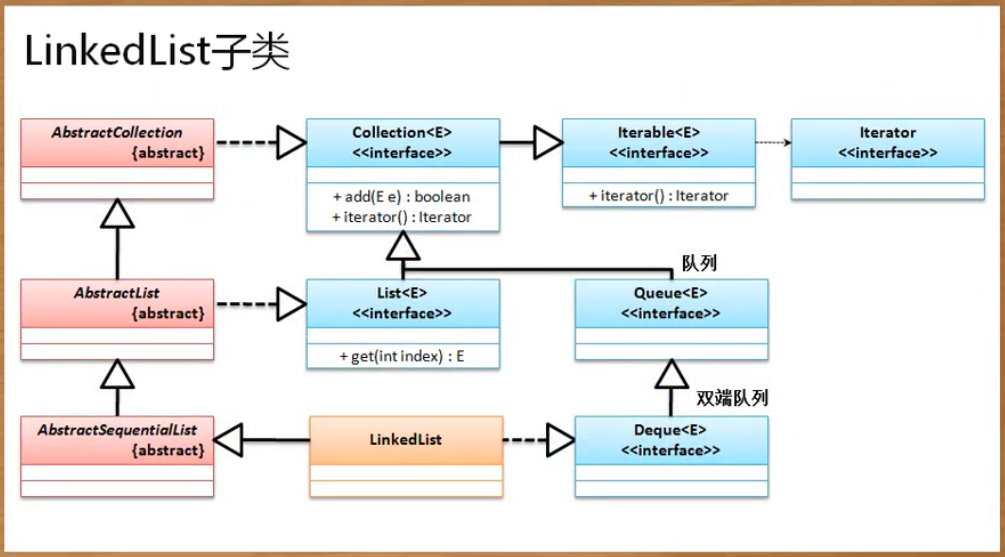 LinkedList子类
AbstractCollection
{abstract}
Collection<E>
<<interface>>
+ add(E e) : boolean
+ iterator() : Iterator
Iterable<E>
<<interface>>
+ iterator() : Iterator
Iterator
<<interface>>
队列
AbstractList
{abstract}
List<E>
<<interface>>
+ get(int index) : E
Queue<E>
<<interface>>
双端队列
AbstractSequentialList
{abstract}
LinkedList
Deque<E>
<<interface>>